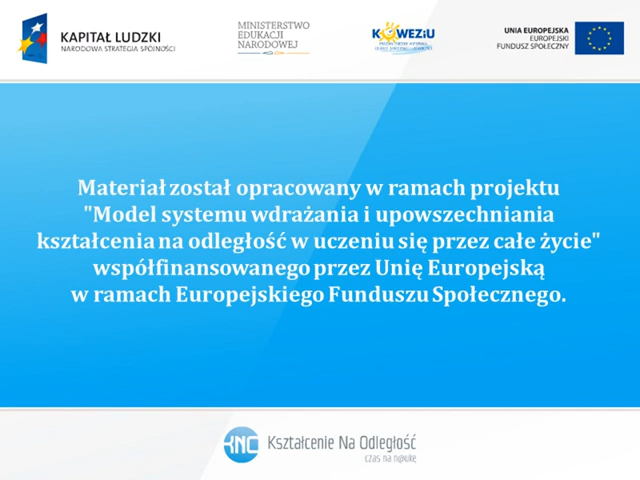 KAPITAŁ LUDZKI
NARODOWA STRATEGIA SPÓJNOŚCI
MINISTERSTWO
EDUKACJI
NARODOWEJ
KOWEZiU
UNIA EUROPEJSKA
EUROPEJSKI
FUNDUSZ SPOŁECZNY
Materiał został opracowany w ramach projektu
"Model systemu wdrażania i upowszechniania
kształcenia na odległość w uczeniu się przez całe życie"
współfinansowanego przez Unię Europejską
w ramach Europejskiego Funduszu Społecznego.
KNO Kształcenie Na Odległość
czas na naukę